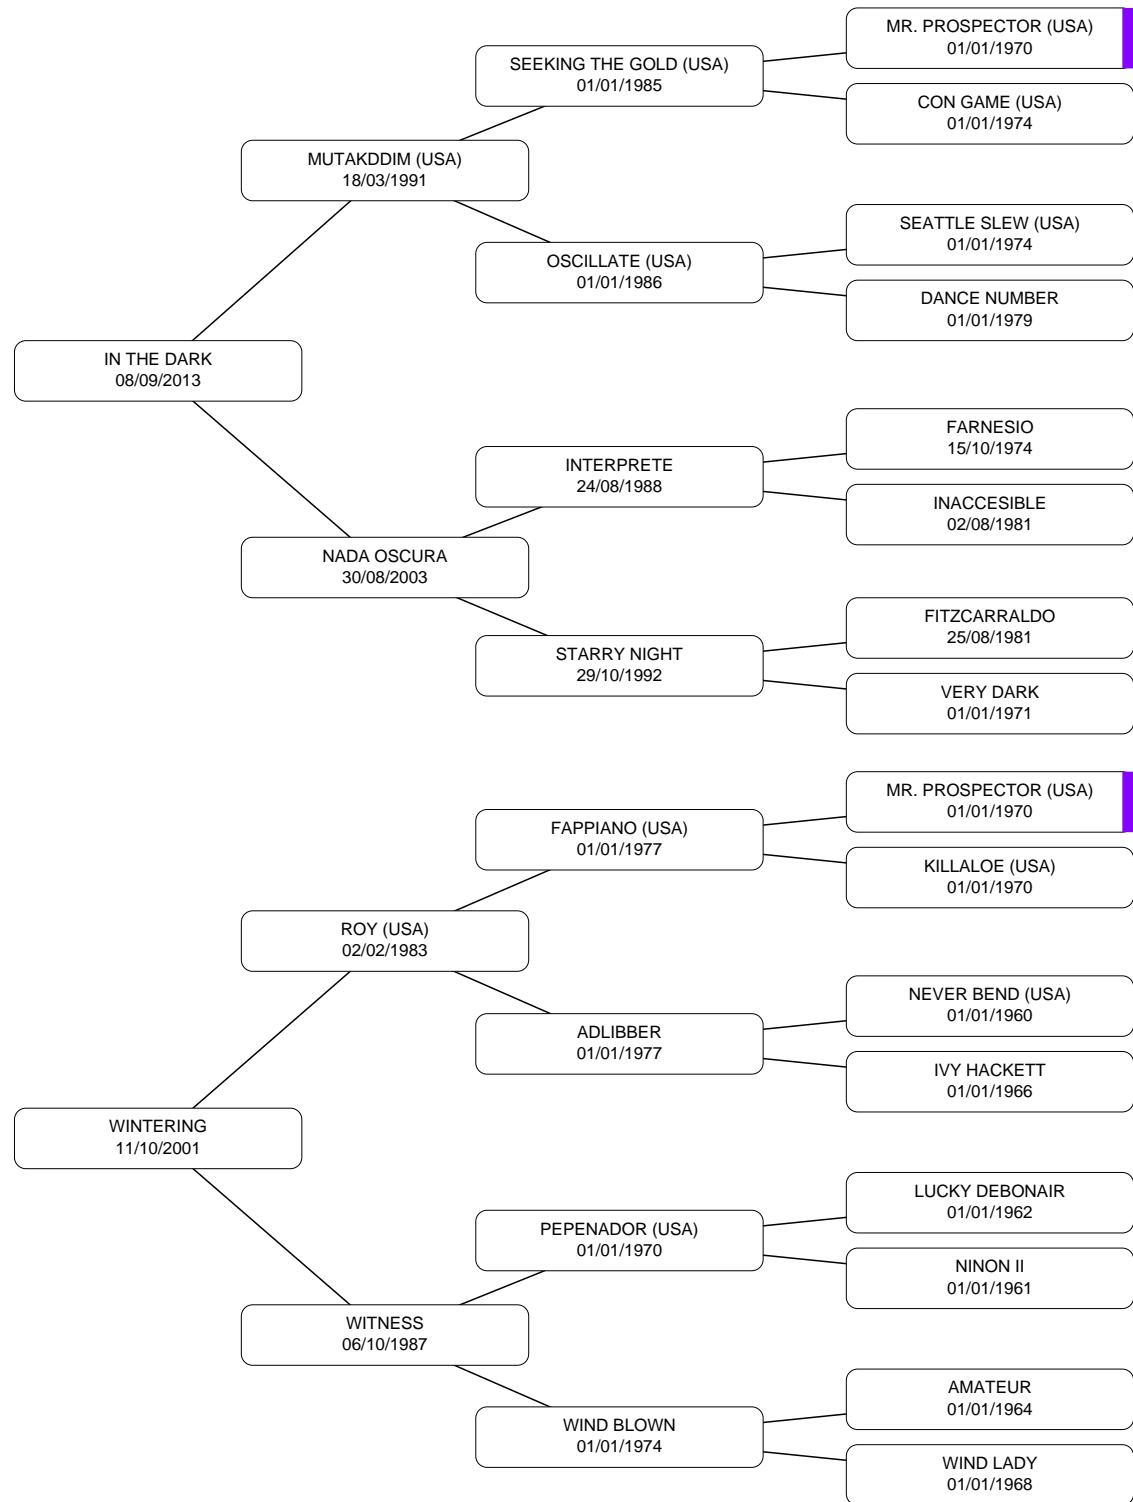 MR. PROSPECTOR (USA)
01/01/1970
SEEKING THE GOLD (USA)
01/01/1985
CON GAME (USA)
01/01/1974
MUTAKDDIM (USA)
18/03/1991
SEATTLE SLEW (USA)
01/01/1974
OSCILLATE (USA)
01/01/1986
DANCE NUMBER
01/01/1979
IN THE DARK
08/09/2013
FARNESIO
15/10/1974
INTERPRETE
24/08/1988
INACCESIBLE
02/08/1981
NADA OSCURA
30/08/2003
FITZCARRALDO
25/08/1981
STARRY NIGHT
29/10/1992
VERY DARK
01/01/1971
MR. PROSPECTOR (USA)
01/01/1970
FAPPIANO (USA)
01/01/1977
KILLALOE (USA)
01/01/1970
ROY (USA)
02/02/1983
NEVER BEND (USA)
01/01/1960
ADLIBBER
01/01/1977
IVY HACKETT
01/01/1966
WINTERING
11/10/2001
LUCKY DEBONAIR
01/01/1962
PEPENADOR (USA)
01/01/1970
NINON II
01/01/1961
WITNESS
06/10/1987
AMATEUR
01/01/1964
WIND BLOWN
01/01/1974
WIND LADY
01/01/1968